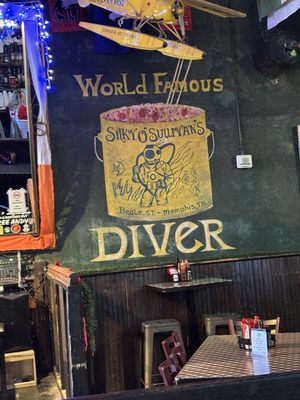 World Famous
SILKY O'SULLIVAN'S
Beale St. - Memphis, TN
DIVER